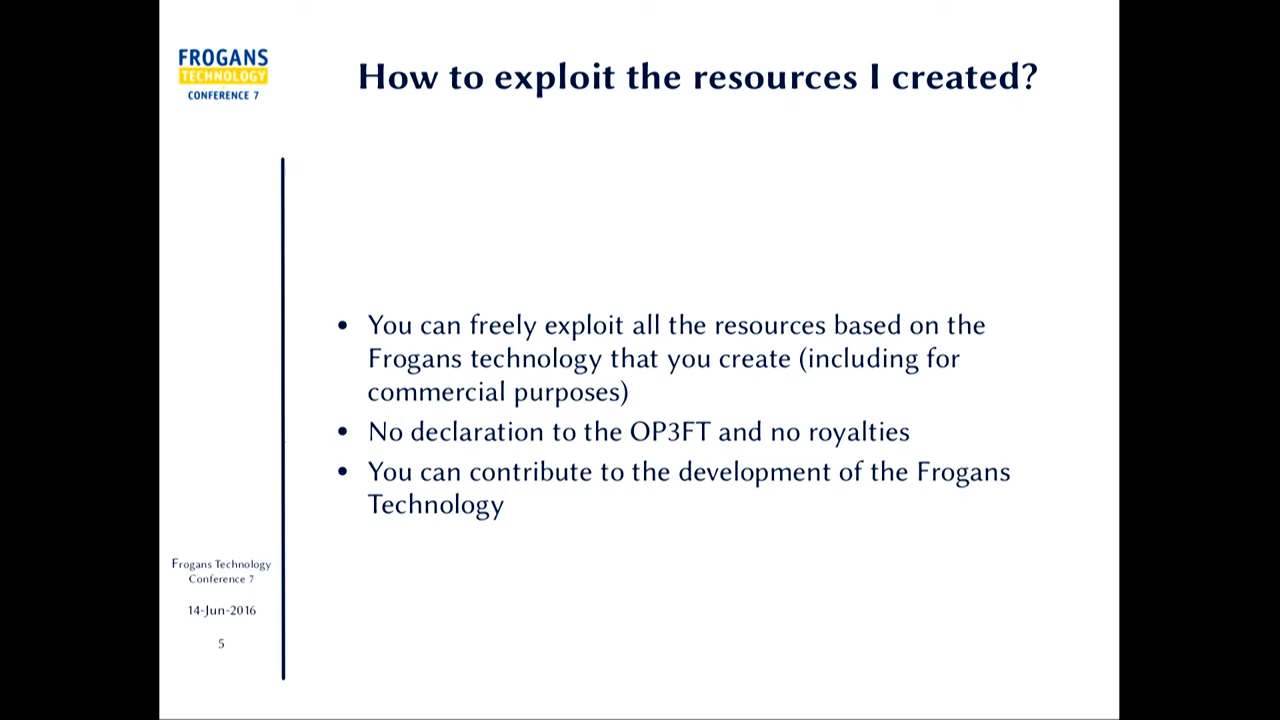 FROGANS
TECHNOLOGY
CONFERENCE 7
How to exploit the resources I created?
• You can freely exploit all the resources based on the
Frogans technology that you create (including for
commercial purposes)
• No declaration to the OP3FT and no royalties
• You can contribute to the development of the Frogans
Technology
Frogans Technology
Conference 7
14-Jun-2016
5